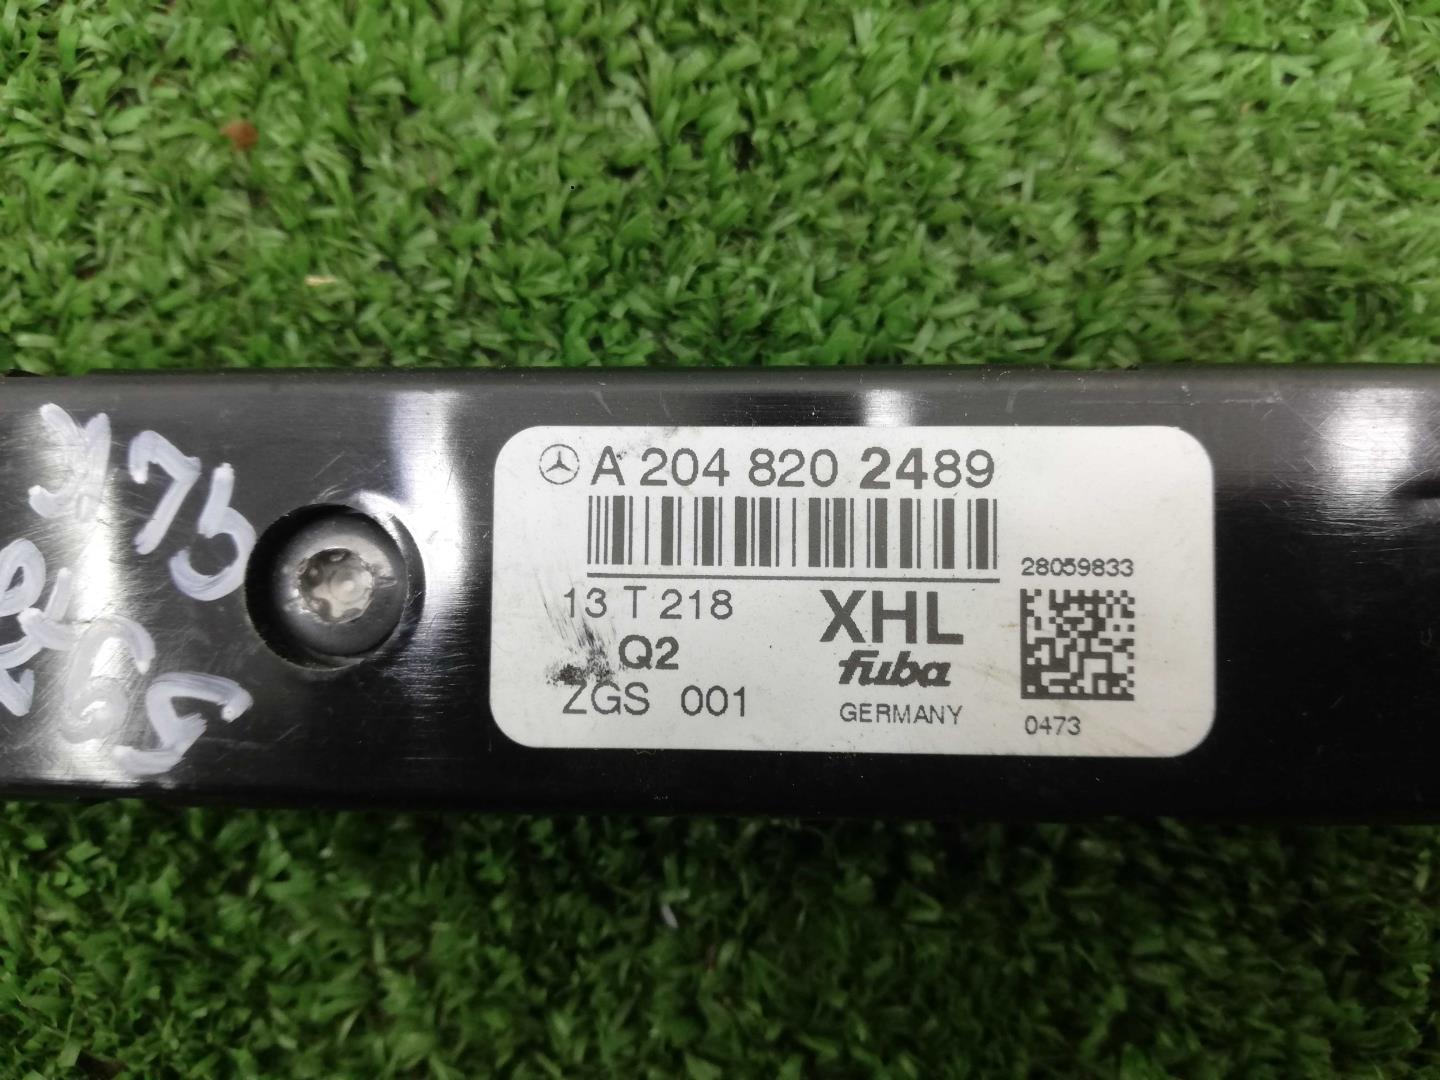 A 204 820 2489
28059833
13 T 218
XHL
Q2
fuba
ZGS 001
GERMANY
0473